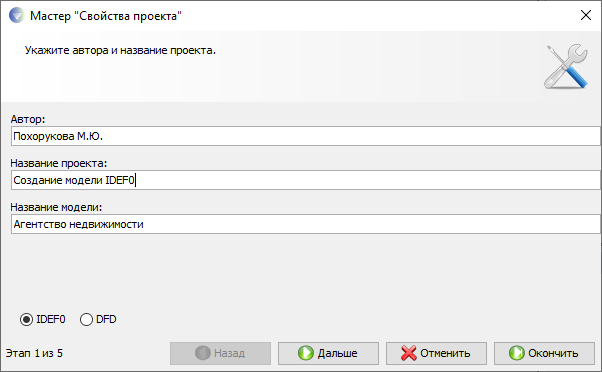 Мастер "Свойства проекта"
Укажите автора и название проекта.
Автор:
Похорукова М.Ю.
Название проекта:
Создание модели IDEF0
Название модели:
Агентство недвижимости
IDEF0 DFD
Этап 1 из 5 Назад Дальше Отменить Окончить